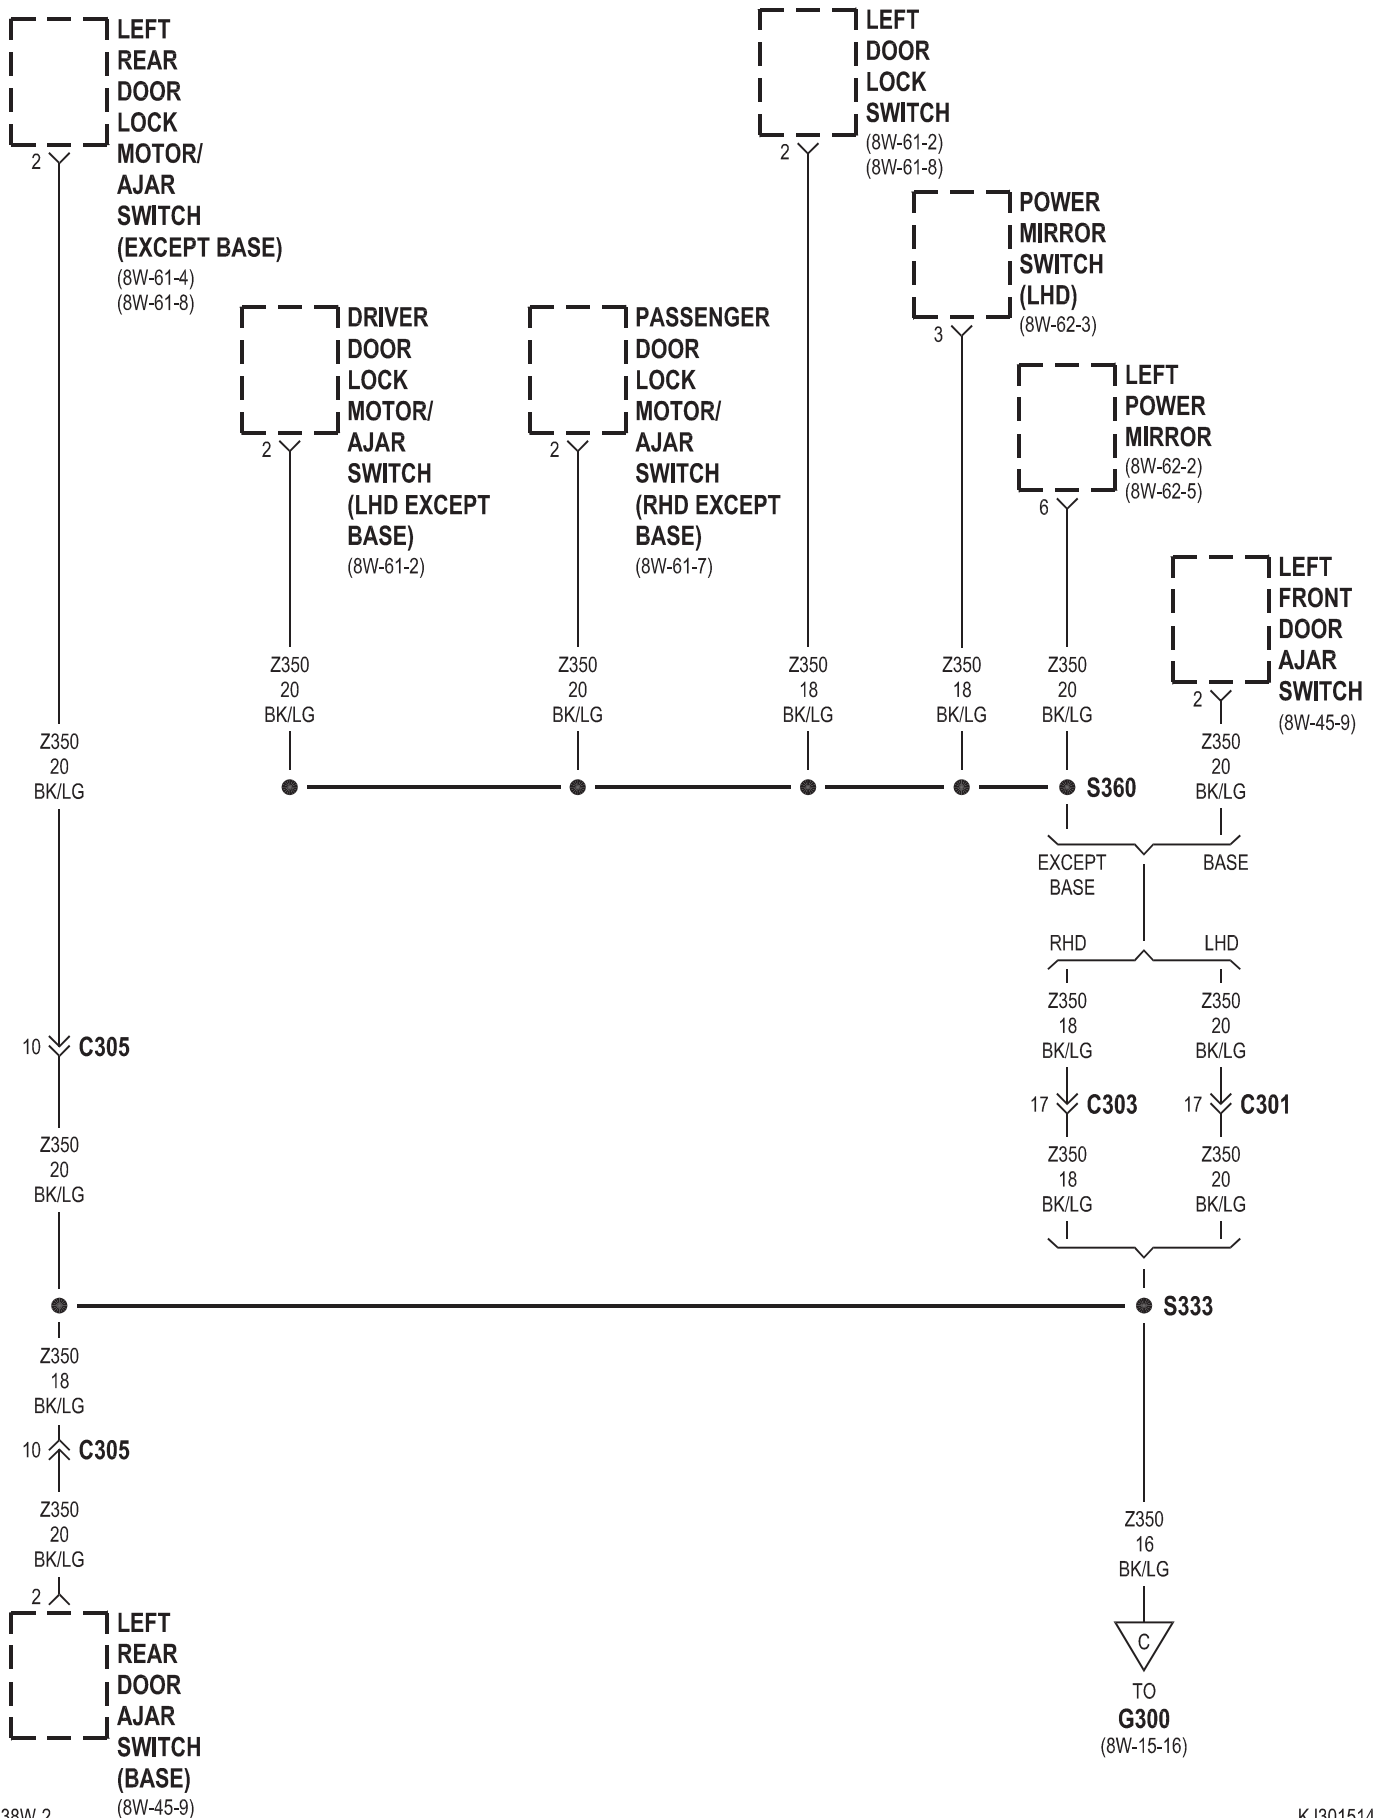 LEFT
REAR
DOOR
LOCK
MOTOR/
AJAR
SWITCH
(EXCEPT BASE)
(8W-61-4)
(8W-61-8)
2
LEFT
DOOR
LOCK
SWITCH
(8W-61-2)
(8W-61-8)
2
POWER
MIRROR
SWITCH
(LHD)
(8W-62-3)
3
DRIVER
DOOR
LOCK
MOTOR/
AJAR
SWITCH
(LHD EXCEPT
BASE)
(8W-61-2)
2
PASSENGER
DOOR
LOCK
MOTOR/
AJAR
SWITCH
(RHD EXCEPT
BASE)
(8W-61-7)
2
LEFT
POWER
MIRROR
(8W-62-2)
(8W-62-5)
6
LEFT
FRONT
DOOR
AJAR
SWITCH
(8W-45-9)
2
Z350
20
BK/LG
Z350
20
BK/LG
Z350
18
BK/LG
Z350
18
BK/LG
Z350
20
BK/LG
Z350
20
BK/LG
Z350
20
BK/LG
S360
EXCEPT
BASE
BASE
RHD
LHD
Z350
18
BK/LG
Z350
20
BK/LG
10 C305
17 C303
17 C301
Z350
20
BK/LG
Z350
18
BK/LG
Z350
20
BK/LG
S333
Z350
18
BK/LG
10 C305
Z350
20
BK/LG
2
LEFT
REAR
DOOR
AJAR
SWITCH
(BASE)
(8W-45-9)
Z350
16
BK/LG
C
TO
G300
(8W-15-16)
38W-2
KJ301514